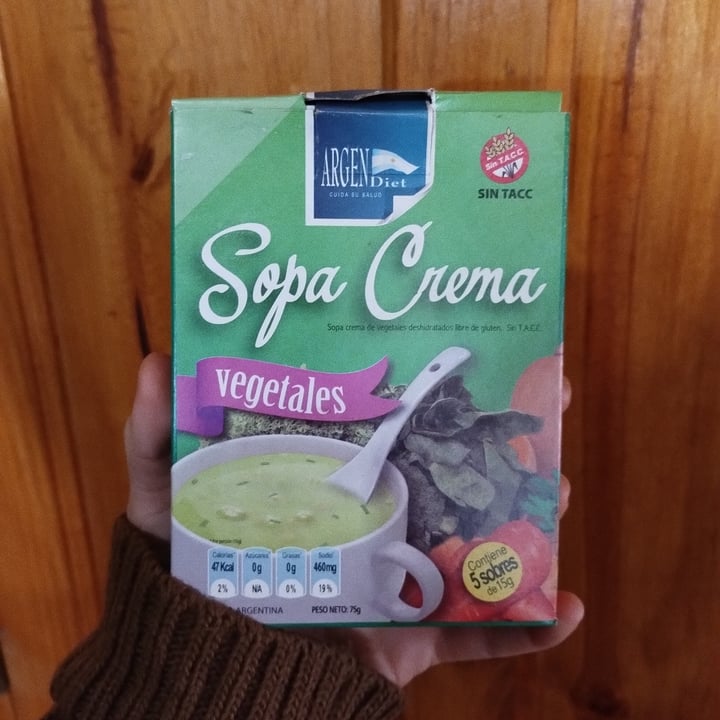 ARGEN
Diet
CUIDA SU SALUD
Sin T.A.C.C.
SIN TACC
Sopa Crema
Sopa crema de vegetales deshidratados libre de gluten. Sin T.A.C.C.
vegetales
Calorías Azúcares Grasas Sodio
47 Kcal 0g 0g 460mg
2% N/A 0% 19%
ARGENTINA
PESO NETO: 75g
Contiene
5 sobres
de 15g